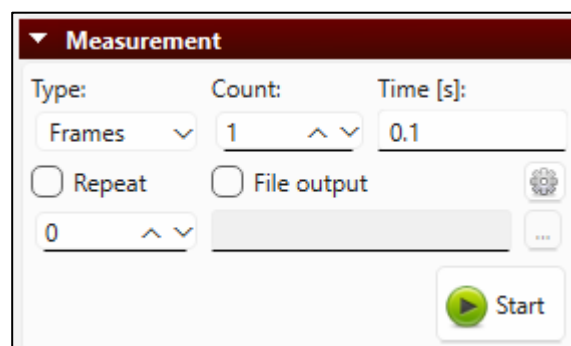 Measurement
Type: Count: Time [s]:
Frames 1 0.1
Repeat File output
0 ...
Start